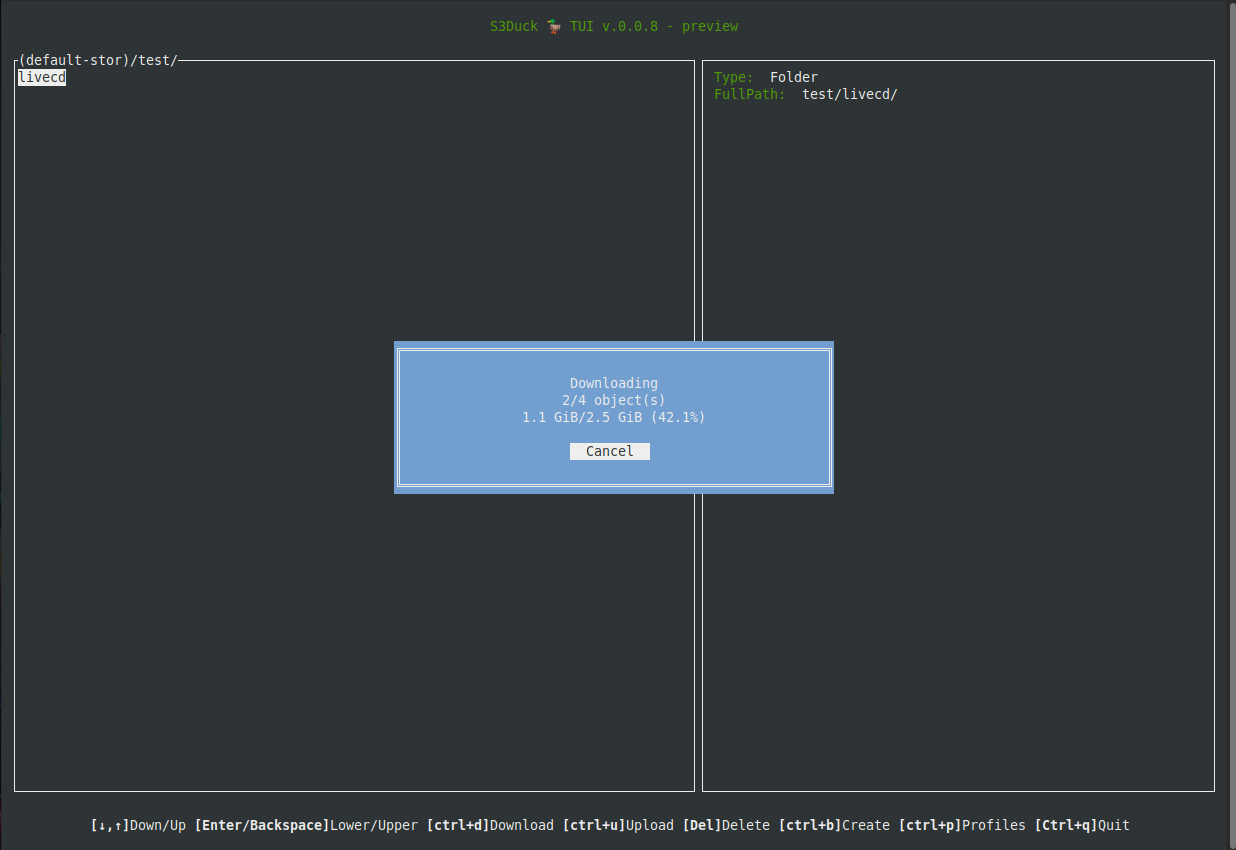 S3Duck 🦆 TUI v.0.0.8 - preview
(default-stor)/test/
livecd
Type: Folder
FullPath: test/livecd/
Downloading
2/4 object(s)
1.1 GiB/2.5 GiB (42.1%)
Cancel
[↓,↑]Down/Up [Enter/Backspace]Lower/Upper [ctrl+d]Download [ctrl+u]Upload [Del]Delete [ctrl+b]Create [ctrl+p]Profiles [Ctrl+q]Quit